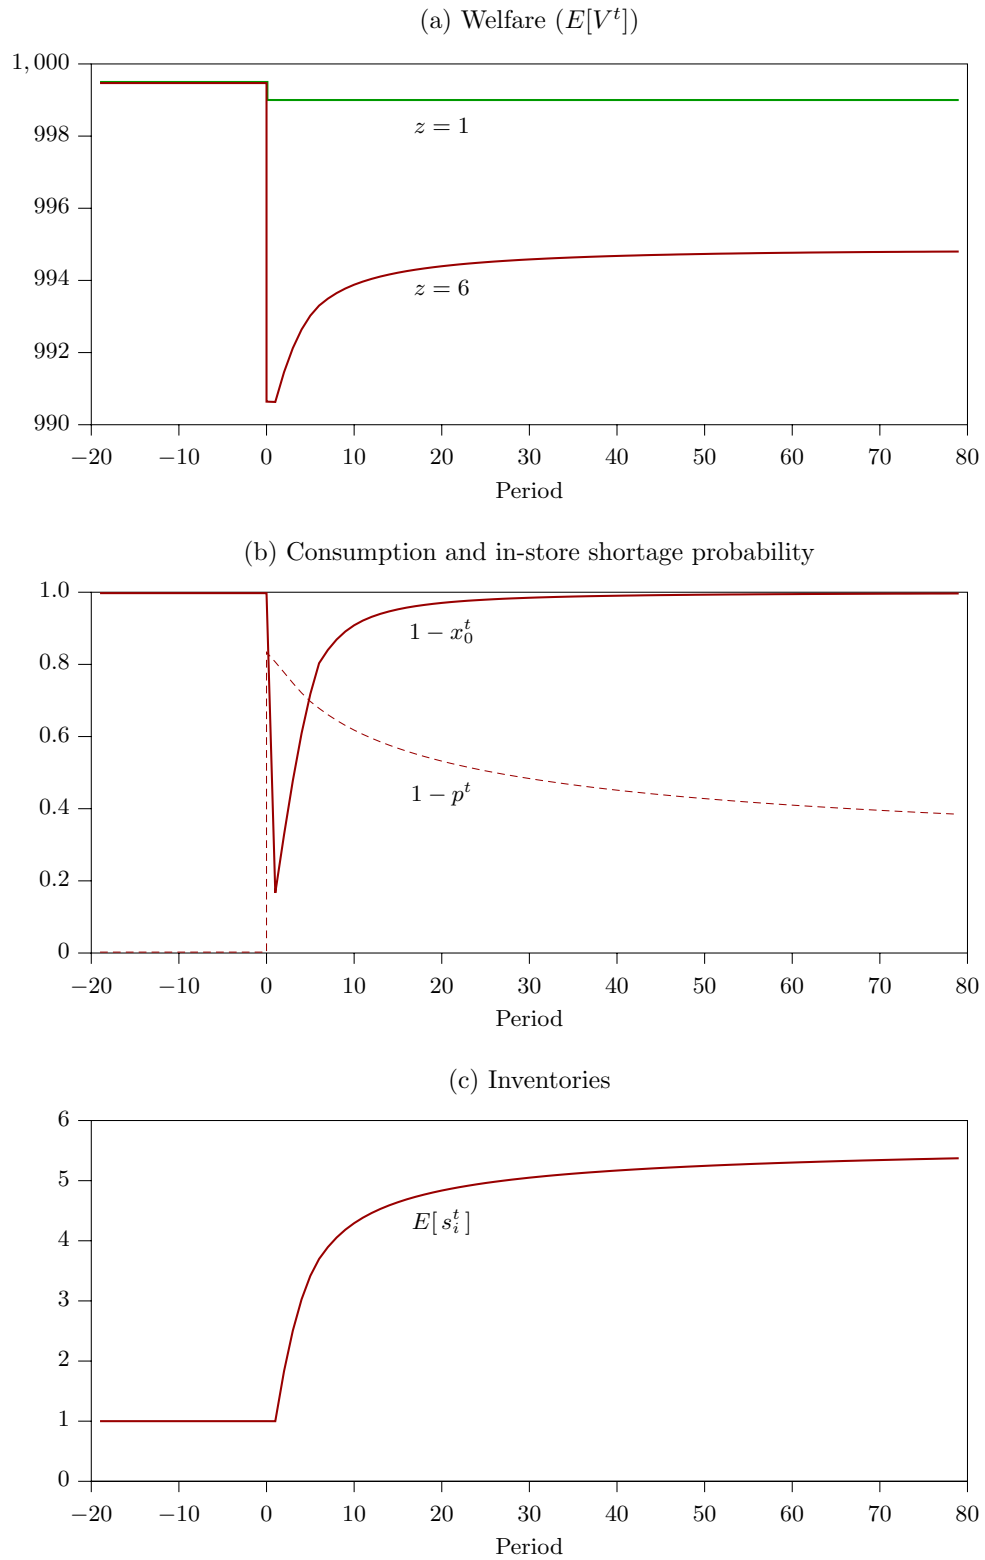 (a) Welfare (E[V^t])
1,000
998
996
994
992
990
z = 1
z = 6
−20 −10 0 10 20 30 40 50 60 70 80
Period
(b) Consumption and in-store shortage probability
1.0
0.8
0.6
0.4
0.2
0
1 − x_0^t
1 − p^t
−20 −10 0 10 20 30 40 50 60 70 80
Period
(c) Inventories
6
5
4
3
2
1
0
E[s_i^t]
−20 −10 0 10 20 30 40 50 60 70 80
Period